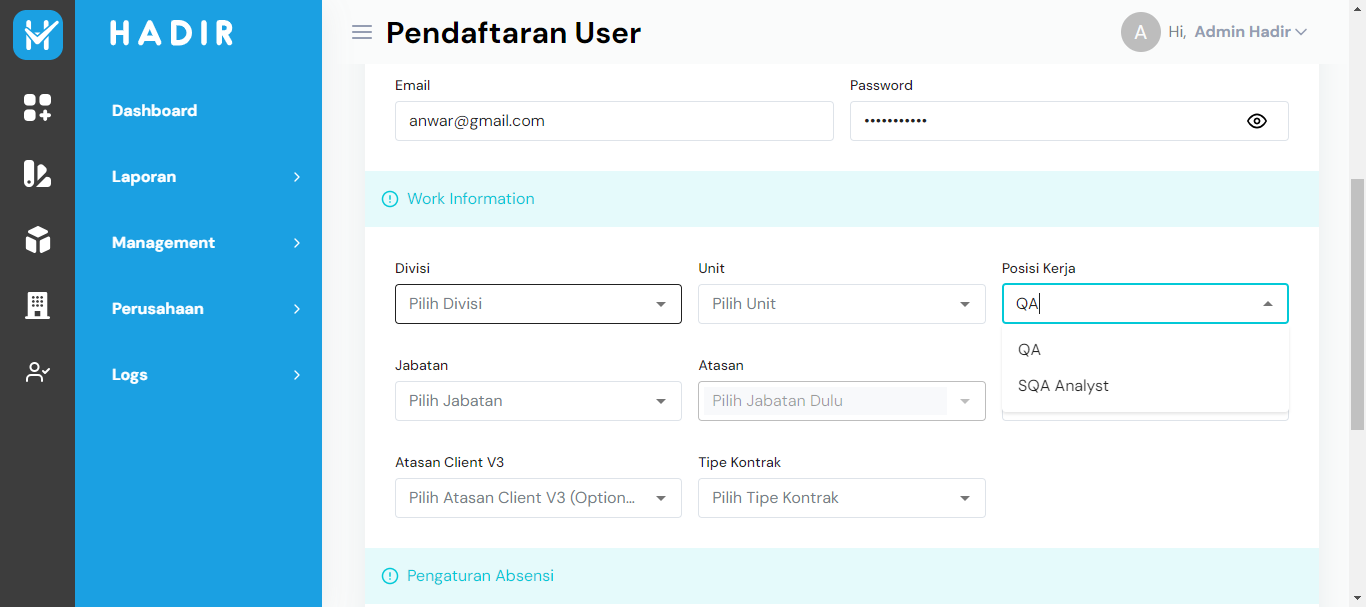 HADIR
Pendaftaran User
A
Hi, Admin Hadir
Dashboard
Laporan
Management
Perusahaan
Logs
Email
Password
anwar@gmail.com
•••••••••••
Work Information
Divisi
Unit
Posisi Kerja
Pilih Divisi
Pilih Unit
QA
QA
SQA Analyst
Jabatan
Atasan
Pilih Jabatan
Pilih Jabatan Dulu
Atasan Client V3
Tipe Kontrak
Pilih Atasan Client V3 (Option...
Pilih Tipe Kontrak
Pengaturan Absensi